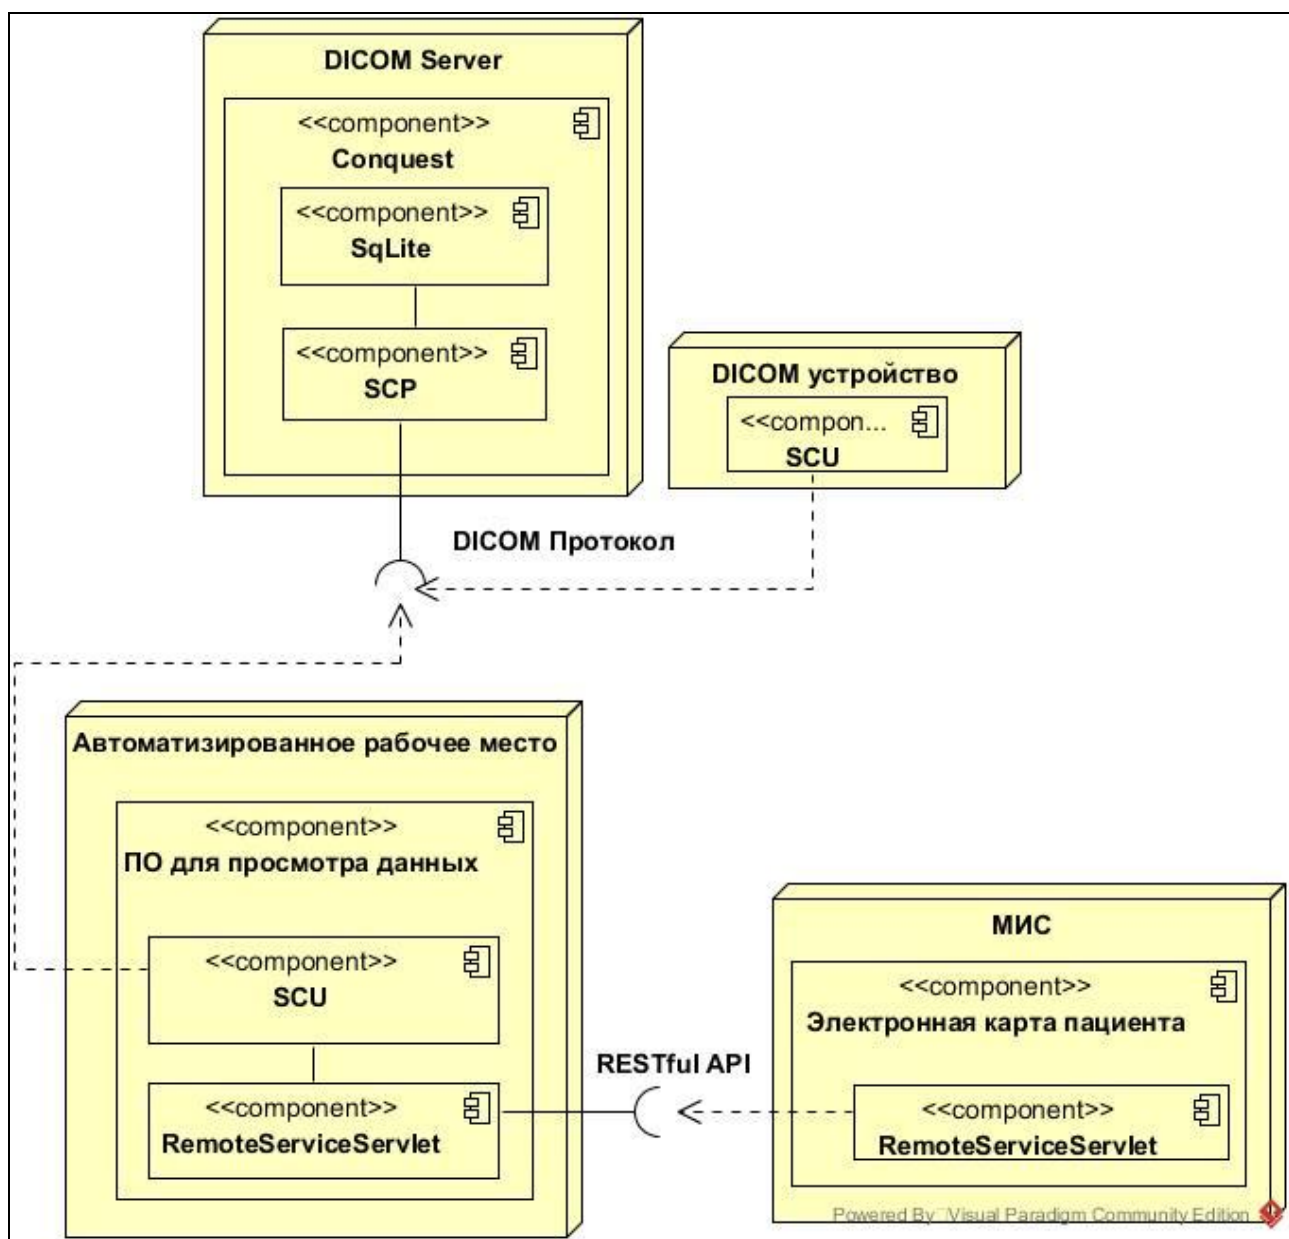 DICOM Server
<<component>>
Conquest
<<component>>
SqLite
<<component>>
SCP
DICOM устройство
<<compon...
SCU
DICOM Протокол
Автоматизированное рабочее место
<<component>>
ПО для просмотра данных
<<component>>
SCU
<<component>>
RemoteServiceServlet
RESTful API
МИС
<<component>>
Электронная карта пациента
<<component>>
RemoteServiceServlet
Powered By Visual Paradigm Community Edition